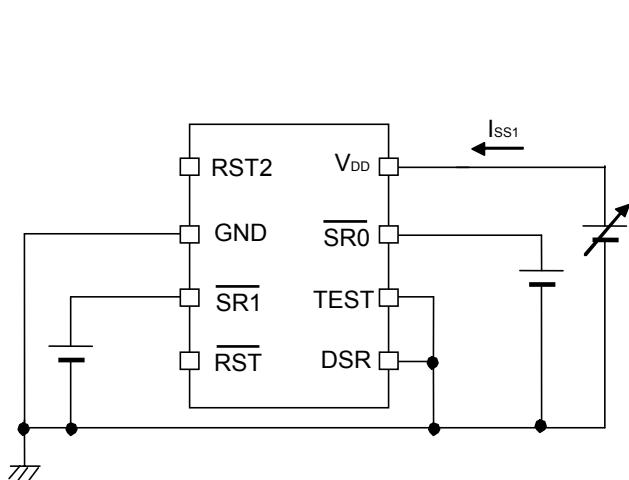 ISS1
RST2
VDD
GND
SR0
SR1
TEST
RST
DSR